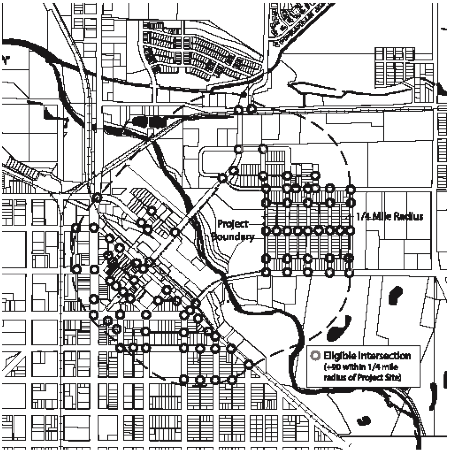 Project
Boundary
1/4 Mile Radius
Eligible Intersection
(+90 within 1/4 mile
radius of Project Site)